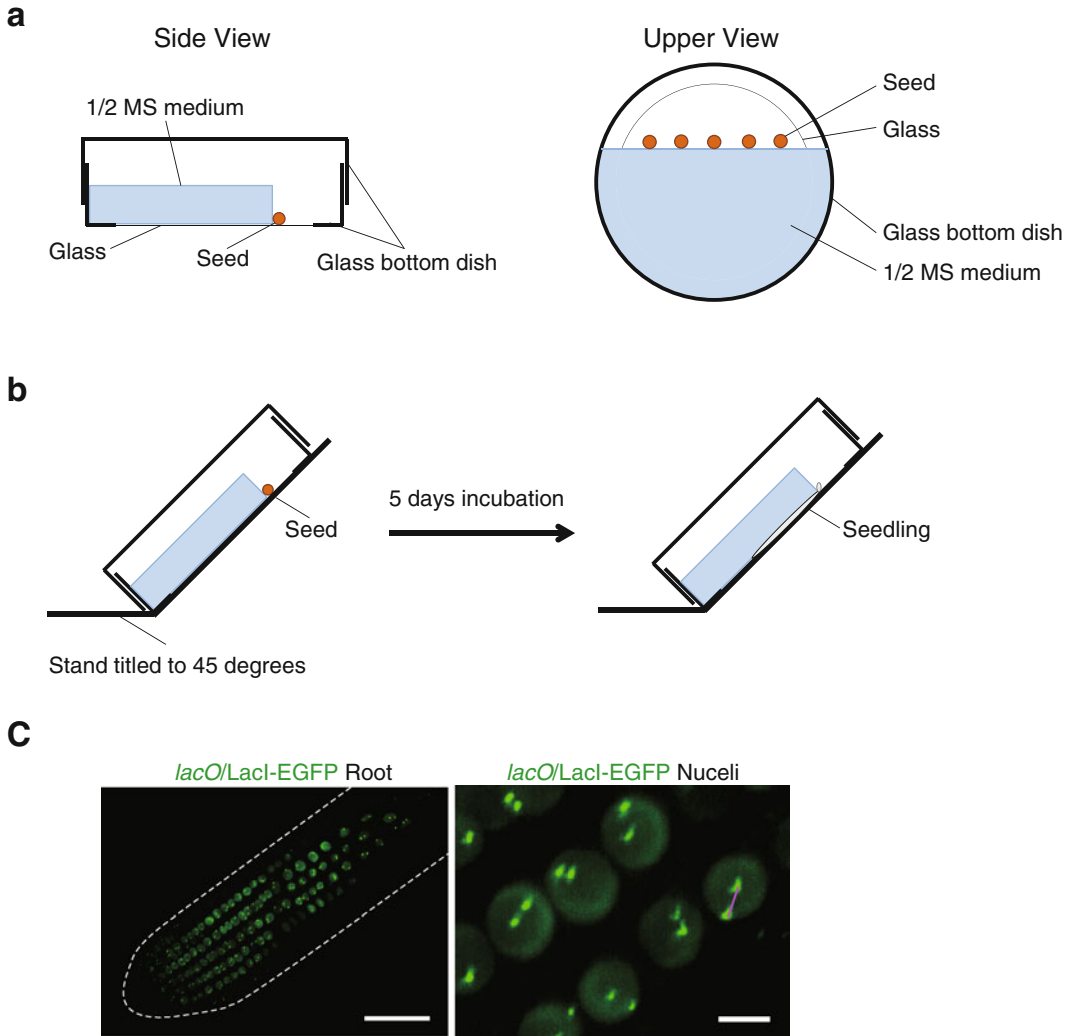 a
Side View
Upper View
1/2 MS medium
Glass
Seed
Glass bottom dish
Seed
Glass
Glass bottom dish
1/2 MS medium
b
Seed
5 days incubation
Seedling
Stand titled to 45 degrees
C
lacO/LacI-EGFP Root
lacO/LacI-EGFP Nuceli